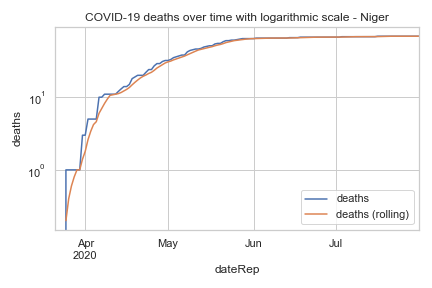 COVID-19 deaths over time with logarithmic scale - Niger
deaths
10¹
10⁰
deaths
deaths (rolling)
Apr
2020
May
Jun
Jul
dateRep